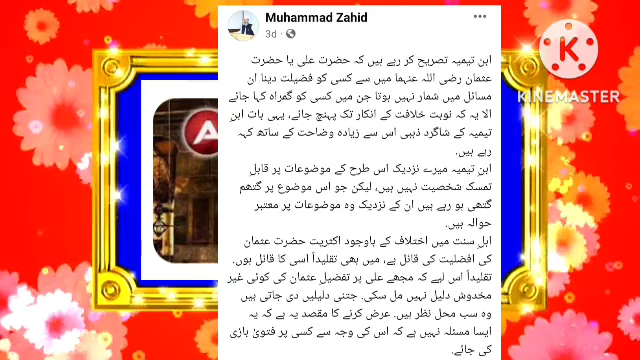 Muhammad Zahid
3d
ابن تیمیہ تصریح کر رہے ہیں کہ حضرت علی یا حضرت
عثمان رضی اللہ عنہما میں سے کسی کو فضیلت دینا ان
مسائل میں شمار نہیں ہوتا جن میں کسی کو گمراہ کہا جائے
الا یہ کہ نوبت خلافت کے انکار تک پہنچ جائے، یہی بات ابن
تیمیہ کے شاگرد ذہبی اس سے زیادہ وضاحت کے ساتھ کہہ
رہے ہیں۔
ابن تیمیہ میرے نزدیک اس طرح کے موضوعات پر قابل
تمسک شخصیت نہیں ہیں، لیکن جو اس موضوع پر گتھم
گتھی ہو رہے ہیں ان کے نزدیک وہ موضوعات پر معتبر
حوالہ ہیں۔
اہل سنت میں اختلاف کے باوجود اکثریت حضرت عثمان
کی افضلیت کی قائل ہے، میں بھی تقلیداً اسی کا قائل ہوں۔
تقلیداً اس لیے کہ مجھے علی پر تفضیل عثمان کی کوئی غیر
مخدوش دلیل نہیں مل سکی۔ جتنی دلیلیں دی جاتی ہیں
وہ سب محل نظر ہیں۔ عرض کرنے کا مقصد یہ ہے کہ یہ
ایسا مسئلہ نہیں ہے کہ اس کی وجہ سے کسی پر فتویٰ بازی
کی جائے۔
KINEMASTER